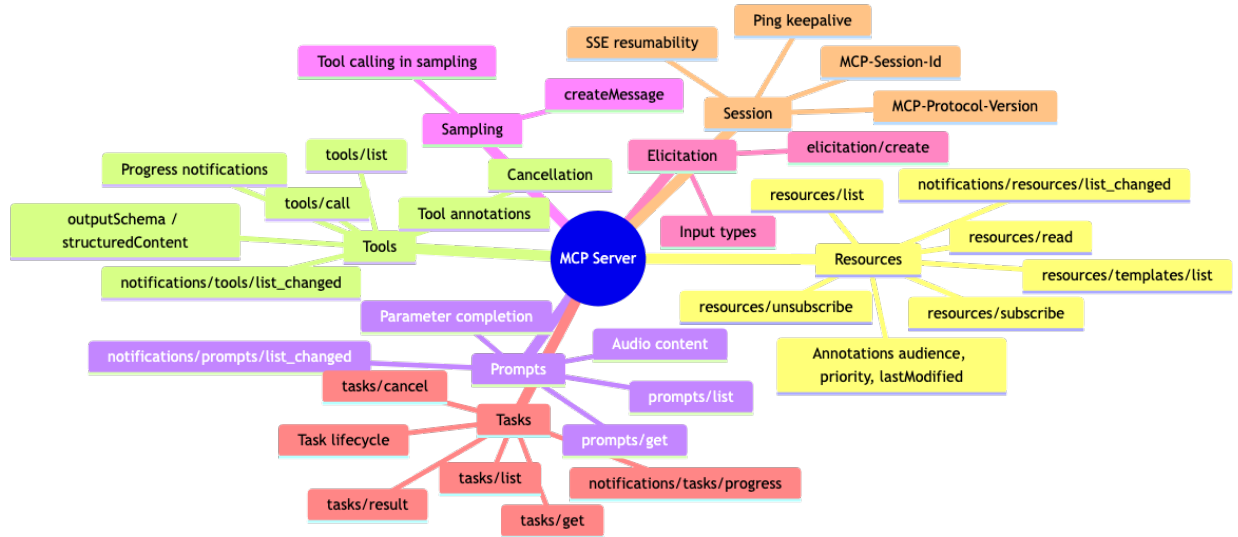 Ping keepalive
SSE resumability
Tool calling in sampling
MCP-Session-Id
createMessage
MCP-Protocol-Version
Session
Sampling
elicitation/create
Elicitation
tools/list
Progress notifications
Cancellation
notifications/resources/list_changed
resources/list
tools/call
Tool annotations
outputSchema /
structuredContent
Input types
resources/read
Tools
MCP Server
Resources
resources/templates/list
notifications/tools/list_changed
resources/unsubscribe
resources/subscribe
Parameter completion
Audio content
notifications/prompts/list_changed
Annotations audience,
priority, lastModified
Prompts
tasks/cancel
prompts/list
Tasks
Task lifecycle
prompts/get
tasks/list
notifications/tasks/progress
tasks/result
tasks/get